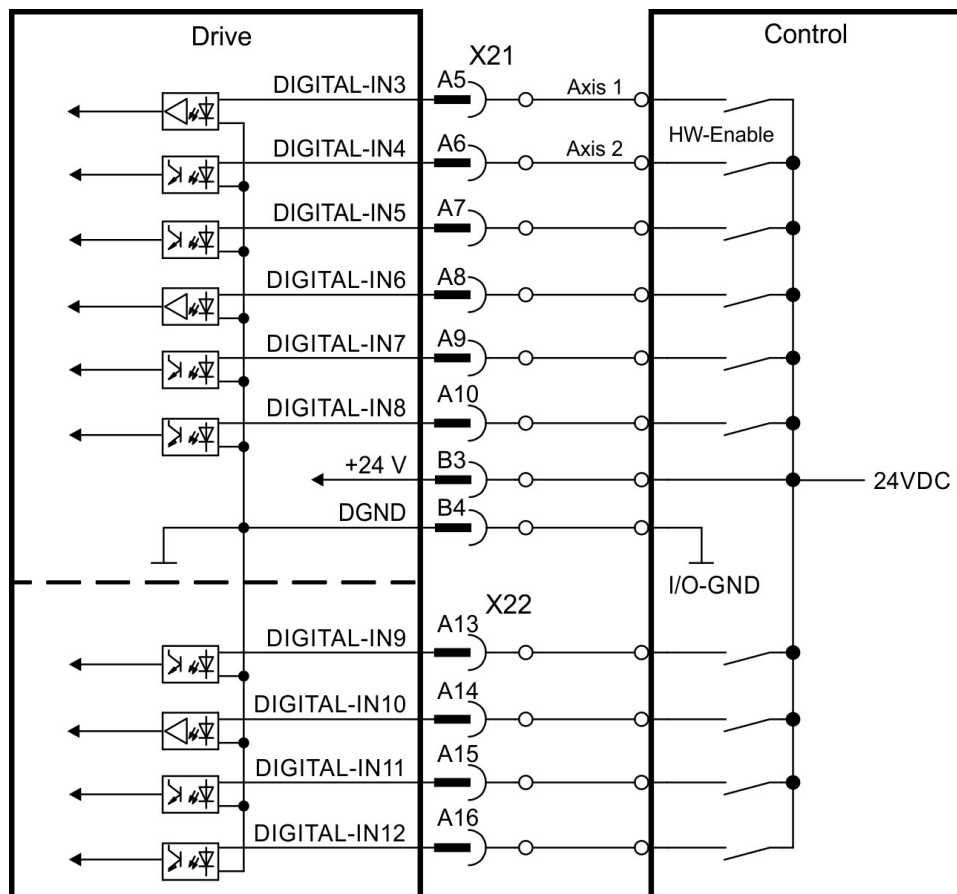 Drive
Control
X21
DIGITAL-IN3 A5 Axis 1
HW-Enable
DIGITAL-IN4 A6 Axis 2
DIGITAL-IN5 A7
DIGITAL-IN6 A8
DIGITAL-IN7 A9
DIGITAL-IN8 A10
+24 V B3
24VDC
DGND B4
I/O-GND
X22
DIGITAL-IN9 A13
DIGITAL-IN10 A14
DIGITAL-IN11 A15
DIGITAL-IN12 A16